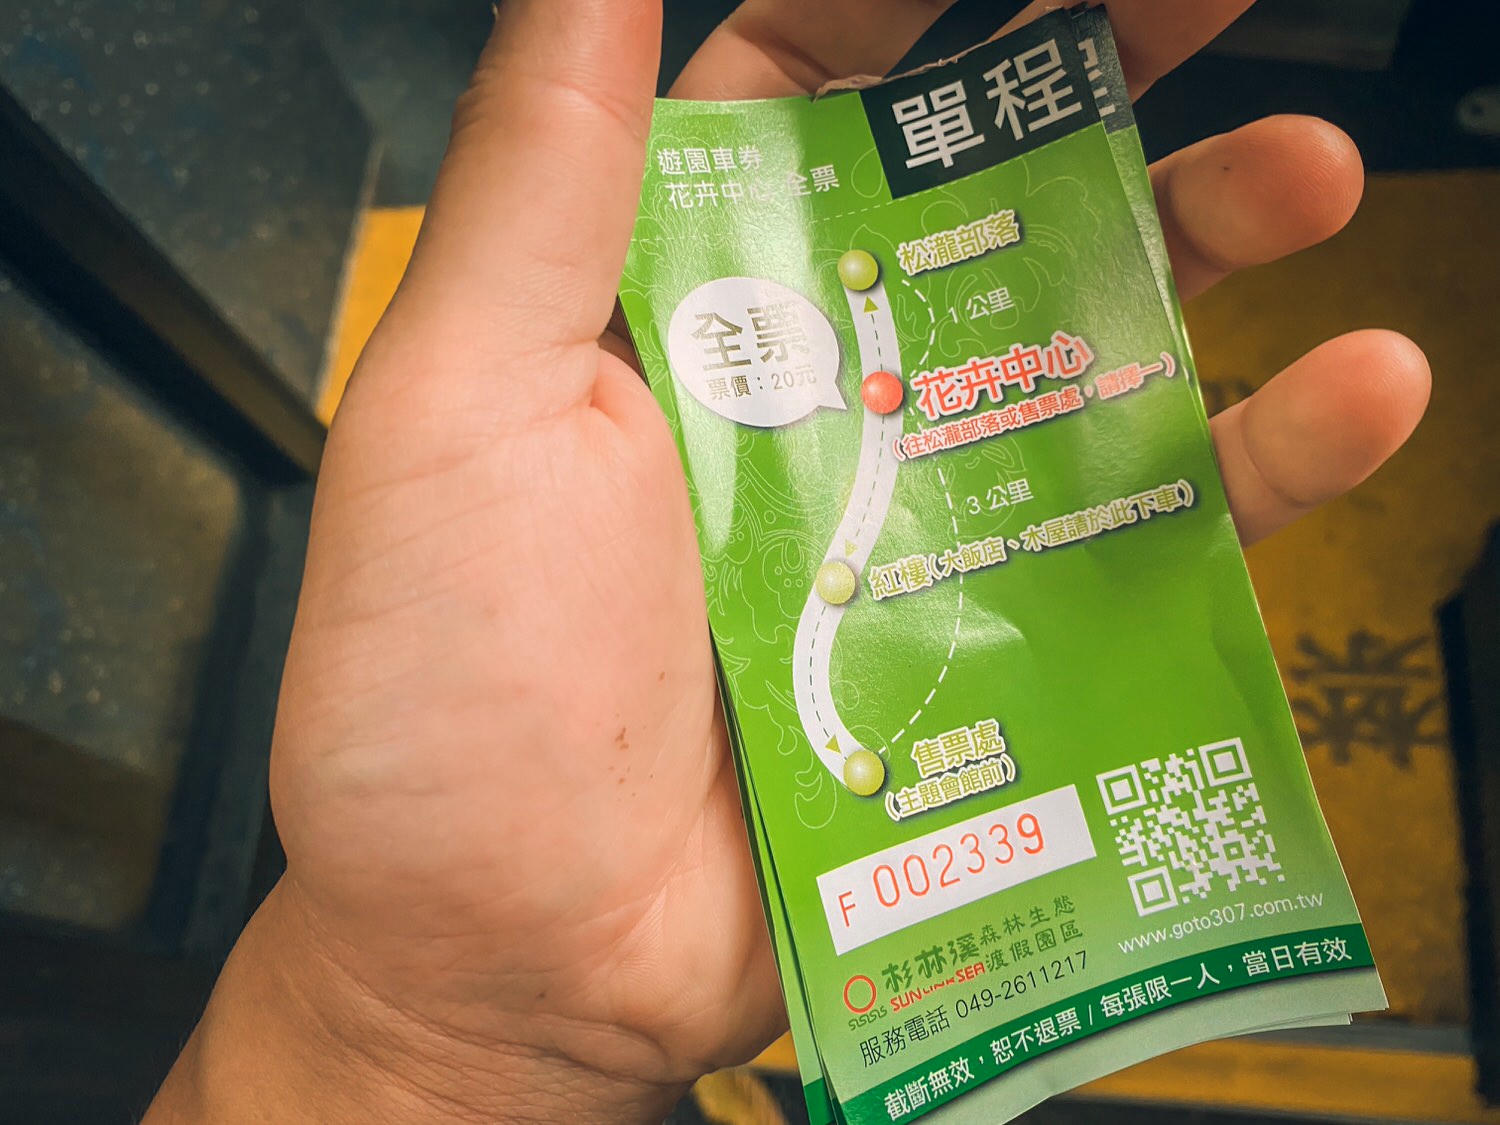 單程
遊園車券
花卉中心 全票
松瀧部落
1 公里
全票
票價：20元
花卉中心
（往松瀧部落或售票處，請擇一）
3 公里
紅樓（大飯店、木屋請於此下車）
售票處
（主題會館前）
F 002339
www.goto307.com.tw
杉林溪森林生態
渡假園區
SUNLINKSEA
服務電話 049-2611217
截斷無效，恕不退票 / 每張限一人，當日有效